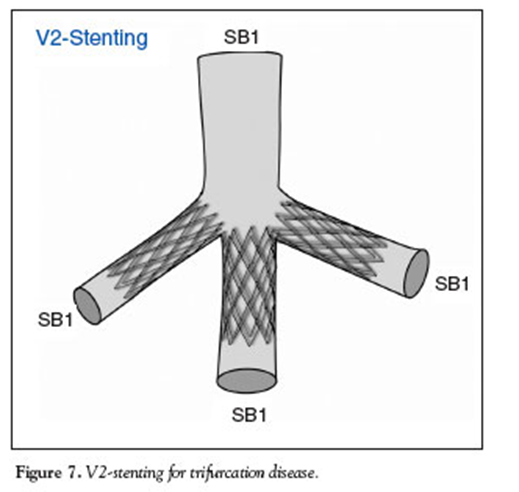 V2-Stenting
SB1
SB1
SB1
SB1
Figure 7. V2-stenting for trifurcation disease.